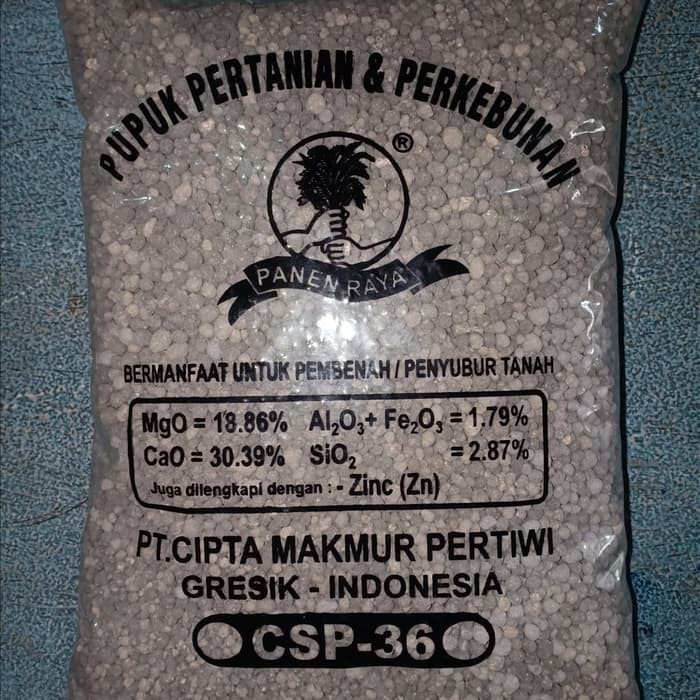 PUPUK PERTANIAN & PERKEBUNAN
®
PANEN RAYA
BERMANFAAT UNTUK PEMBENAH / PENYUBUR TANAH
MgO = 18.86% Al₂O₃+ Fe₂O₃ = 1.79%
CaO = 30.39% SiO₂ = 2.87%
Juga dilengkapi dengan : - Zinc (Zn)
PT.CIPTA MAKMUR PERTIWI
GRESIK - INDONESIA
CSP-36